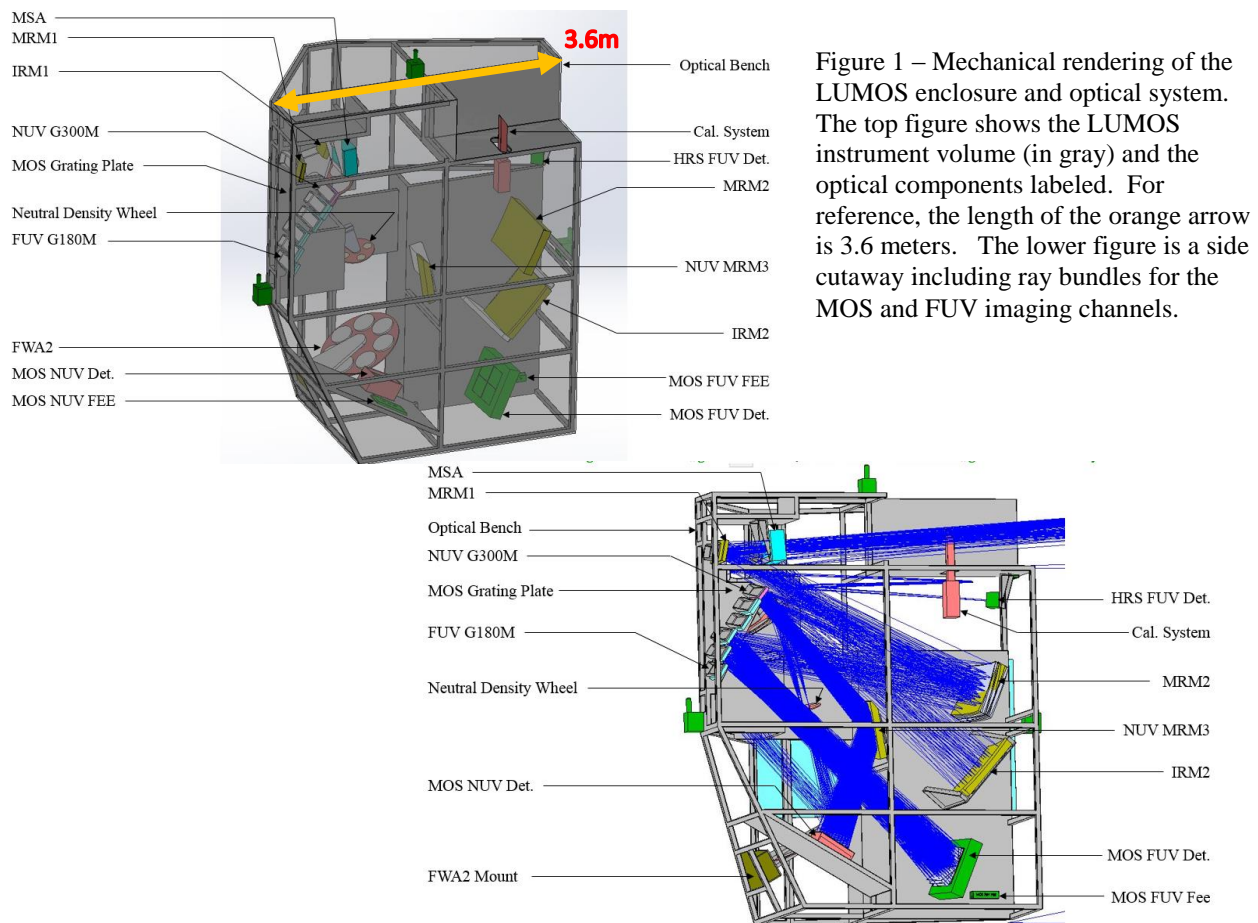 MSA
MRM1
IRM1
NUV G300M
MOS Grating Plate
Neutral Density Wheel
FUV G180M
FWA2
MOS NUV Det.
MOS NUV FEE
3.6m
Optical Bench
Cal. System
HRS FUV Det.
MRM2
NUV MRM3
IRM2
MOS FUV FEE
MOS FUV Det.
Figure 1 – Mechanical rendering of the
LUMOS enclosure and optical system.
The top figure shows the LUMOS
instrument volume (in gray) and the
optical components labeled.  For
reference, the length of the orange arrow
is 3.6 meters.   The lower figure is a side
cutaway including ray bundles for the
MOS and FUV imaging channels.
MSA
MRM1
Optical Bench
NUV G300M
MOS Grating Plate
FUV G180M
Neutral Density Wheel
MOS NUV Det.
FWA2 Mount
HRS FUV Det.
Cal. System
MRM2
NUV MRM3
IRM2
MOS FUV Det.
MOS FUV Fee